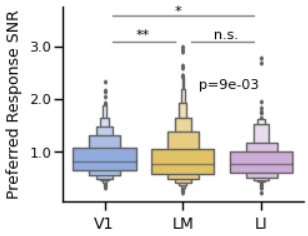 *
**
n.s.
3.0
p=9e-03
2.0
1.0
Preferred Response SNR
V1 LM LI